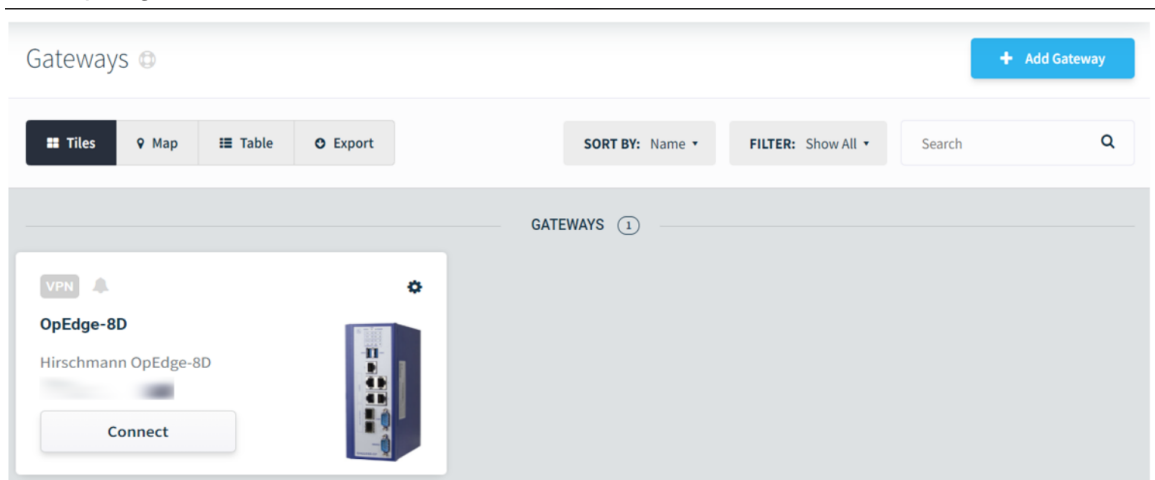 Gateways
+ Add Gateway
Tiles Map Table Export SORT BY: Name FILTER: Show All Search
GATEWAYS 1
VPN
OpEdge-8D
Hirschmann OpEdge-8D
Connect